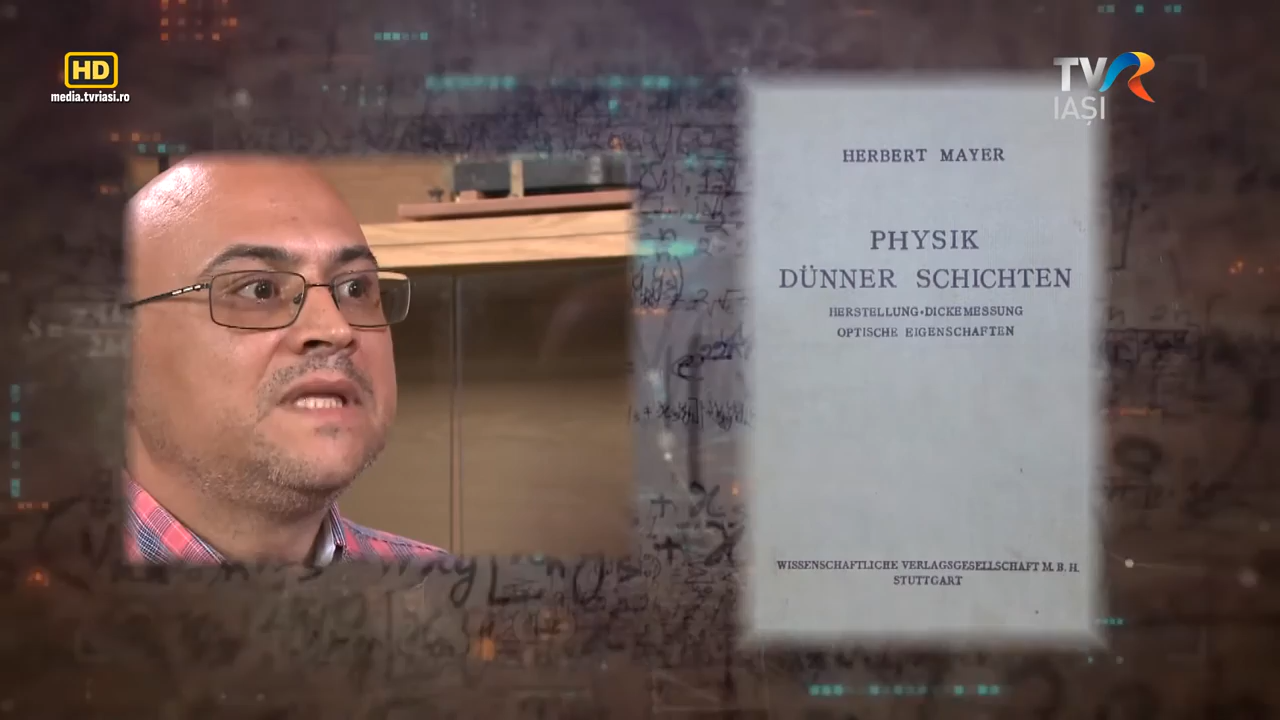 HD
media.tvriasi.ro
TVR
IAȘI
HERBERT MAYER
PHYSIK
DÜNNER SCHICHTEN
HERSTELLUNG·DICKEMESSUNG
OPTISCHE EIGENSCHAFTEN
WISSENSCHAFTLICHE VERLAGSGESELLSCHAFT M. B. H.
STUTTGART